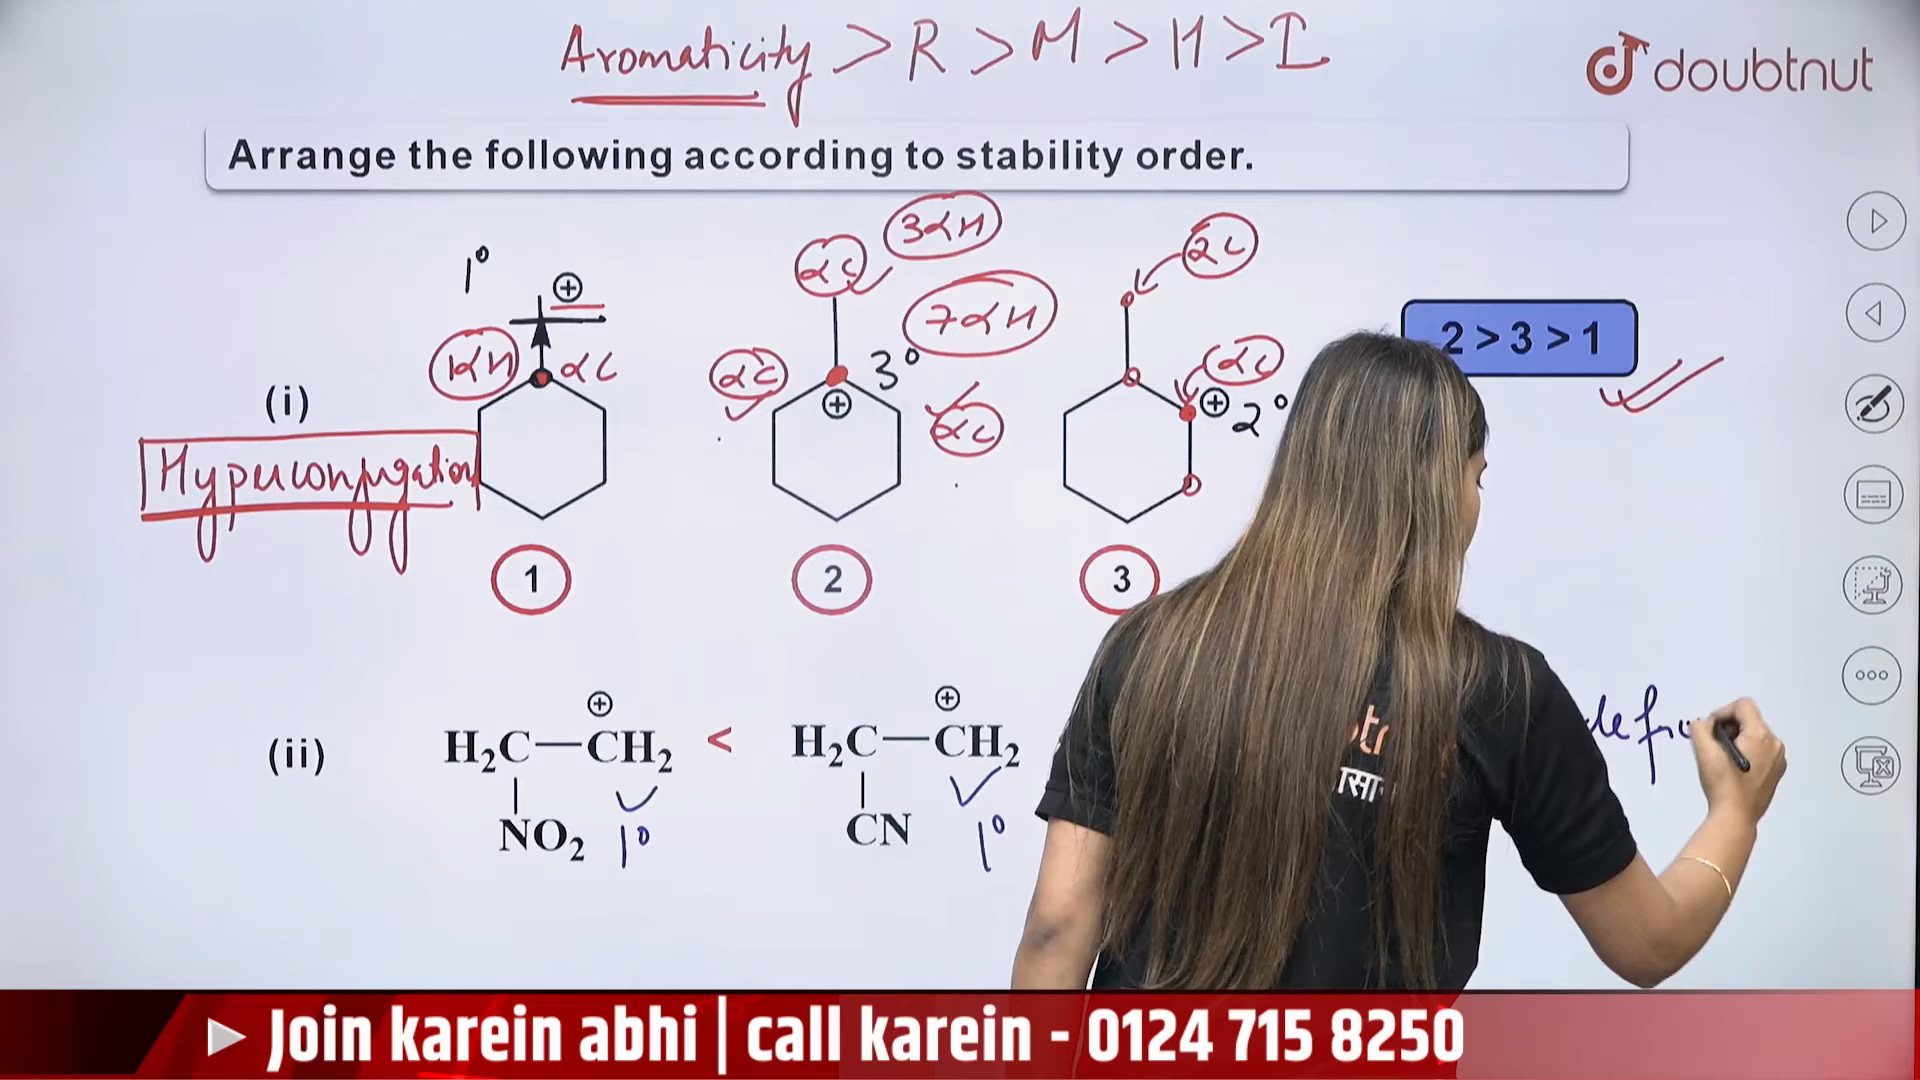 Aromaticity > R > M > H > I
doubtnut
Arrange the following according to stability order.
1° ⊕ 1αH αC
αC 3αH 7αH αC 3° ⊕ αC
αC αC ⊕ 2°
2 > 3 > 1
(i)
Hyperconjugation
1 2 3
(ii) H₂C—CH₂ ⊕ < H₂C—CH₂ ⊕
NO₂ 1° CN 1°
Join karein abhi | call karein - 0124 715 8250